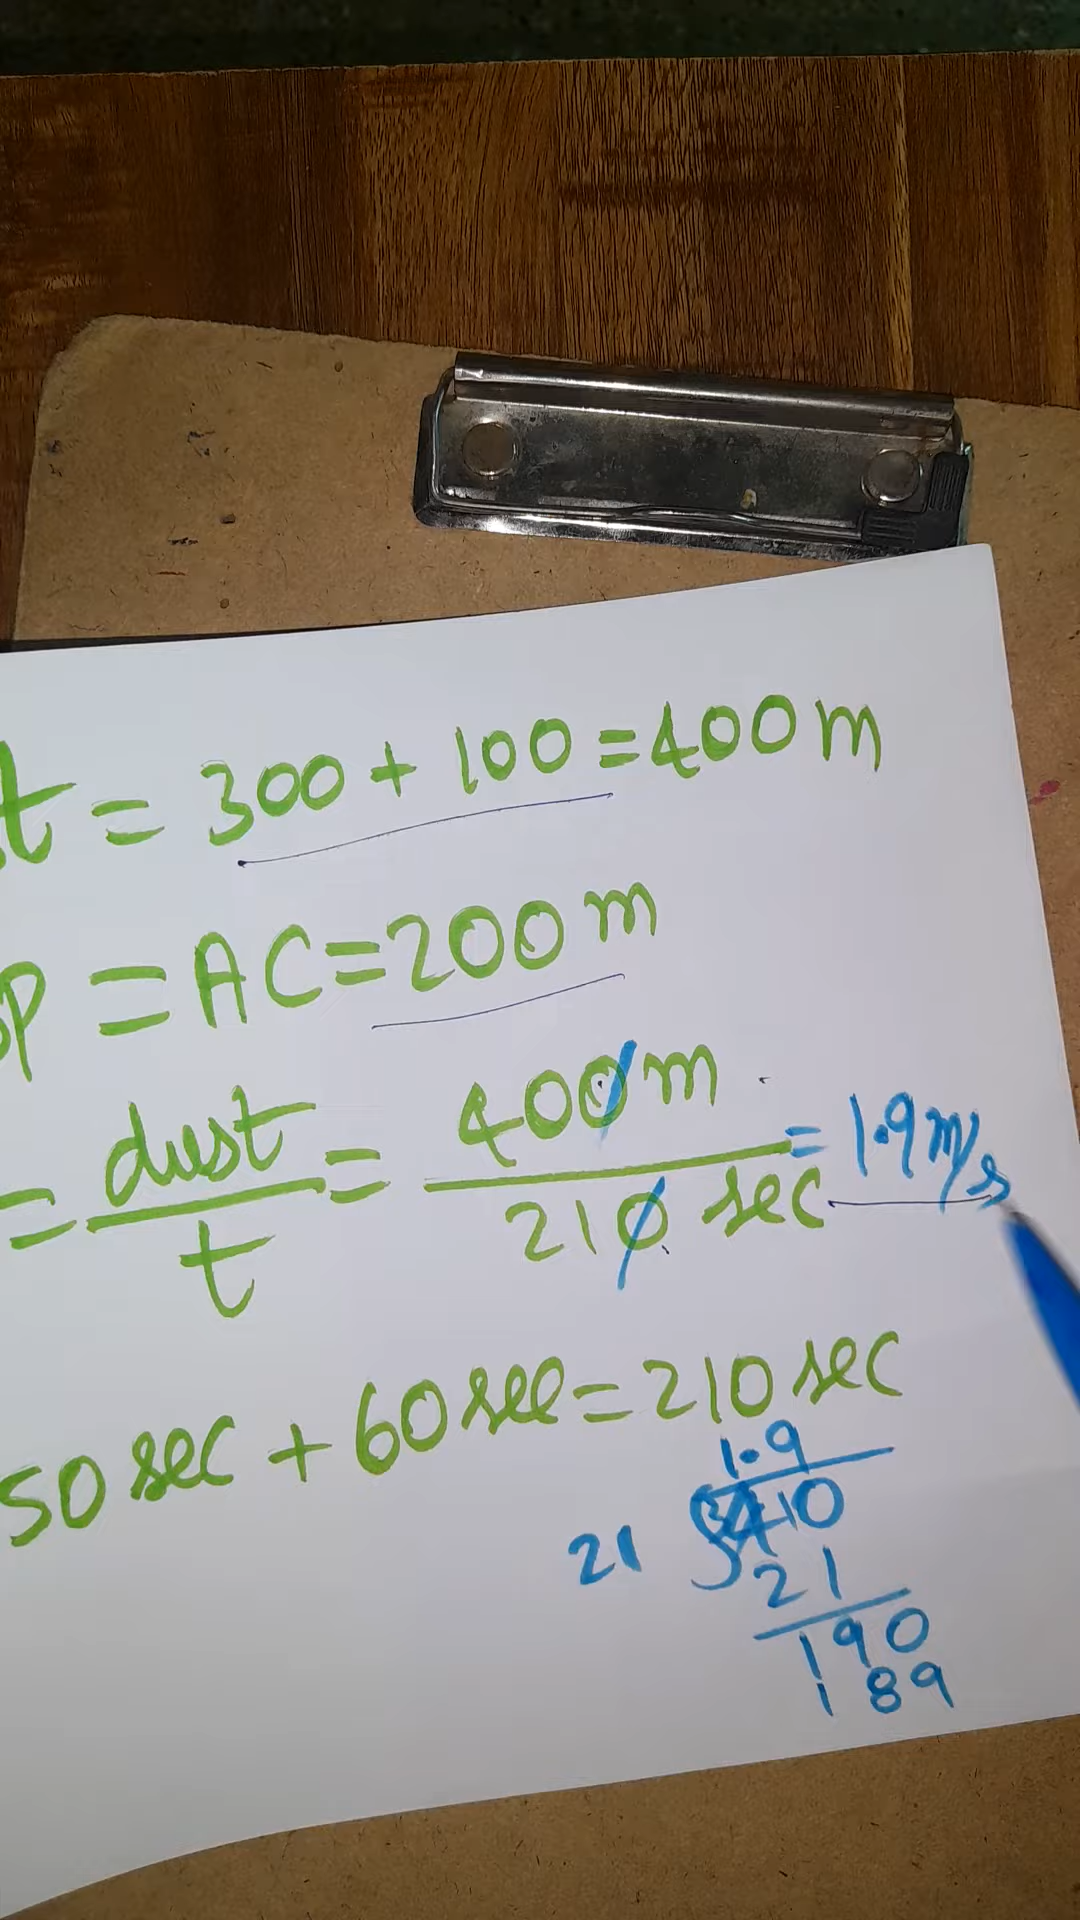 t = 300 + 100 = 400 m
p = AC = 200 m
= dist/t = 400 m/210 sec = 1.9 m/s
50 sec + 60 sec = 210 sec
1.9
21 10
21
190
189